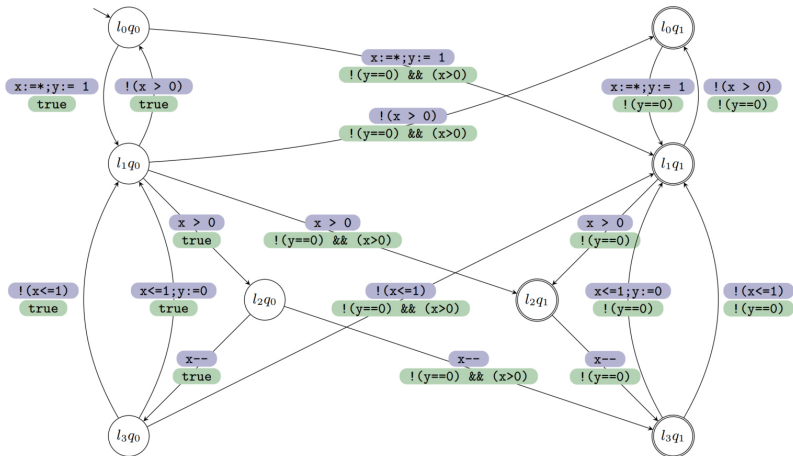 l0q0
l0q1
x:=*;y:= 1
!(y==0) && (x>0)
x:=*;y:= 1
true
!(x > 0)
true
x:=*;y:= 1
!(y==0)
!(x > 0)
!(y==0)
!(x > 0)
!(y==0) && (x>0)
l1q0
l1q1
x > 0
true
x > 0
!(y==0) && (x>0)
x > 0
!(y==0)
!(x<=1)
true
x<=1;y:=0
true
l2q0
!(x<=1)
!(y==0) && (x>0)
l2q1
x<=1;y:=0
!(y==0)
!(x<=1)
!(y==0)
x--
true
x--
!(y==0) && (x>0)
x--
!(y==0)
l3q0
l3q1